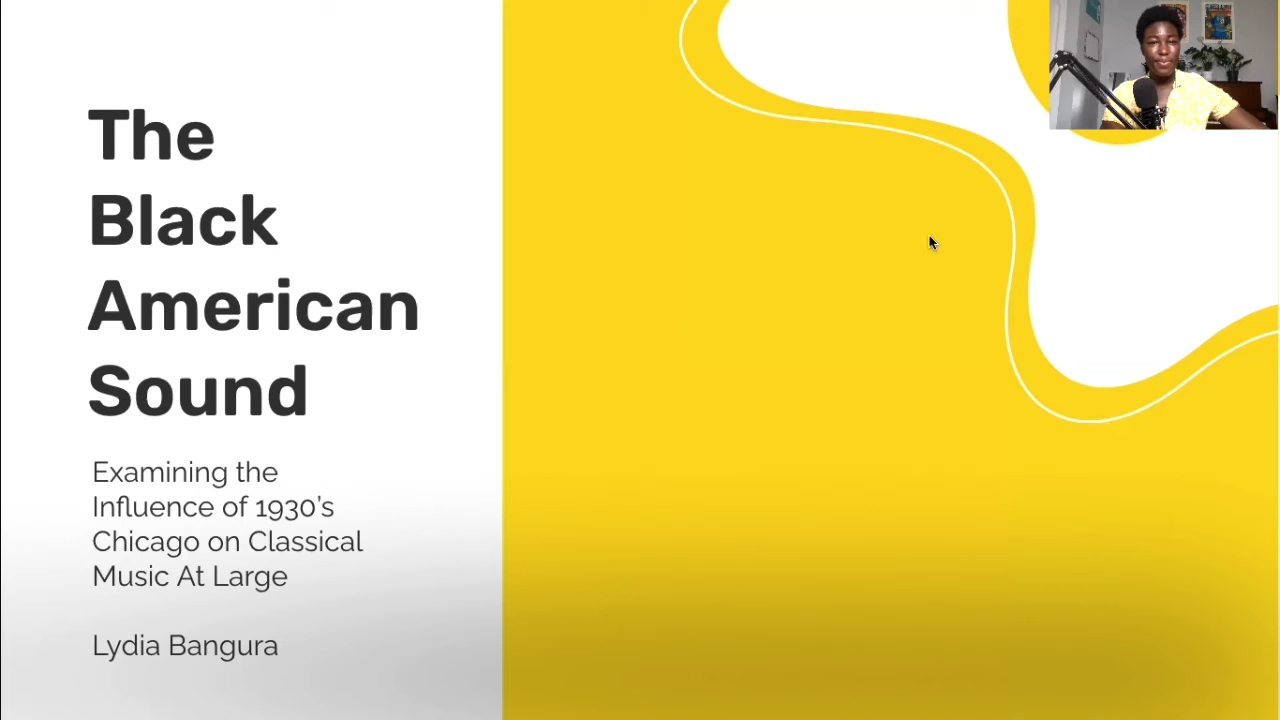 The
Black
American
Sound
Examining the
Influence of 1930's
Chicago on Classical
Music At Large
Lydia Bangura